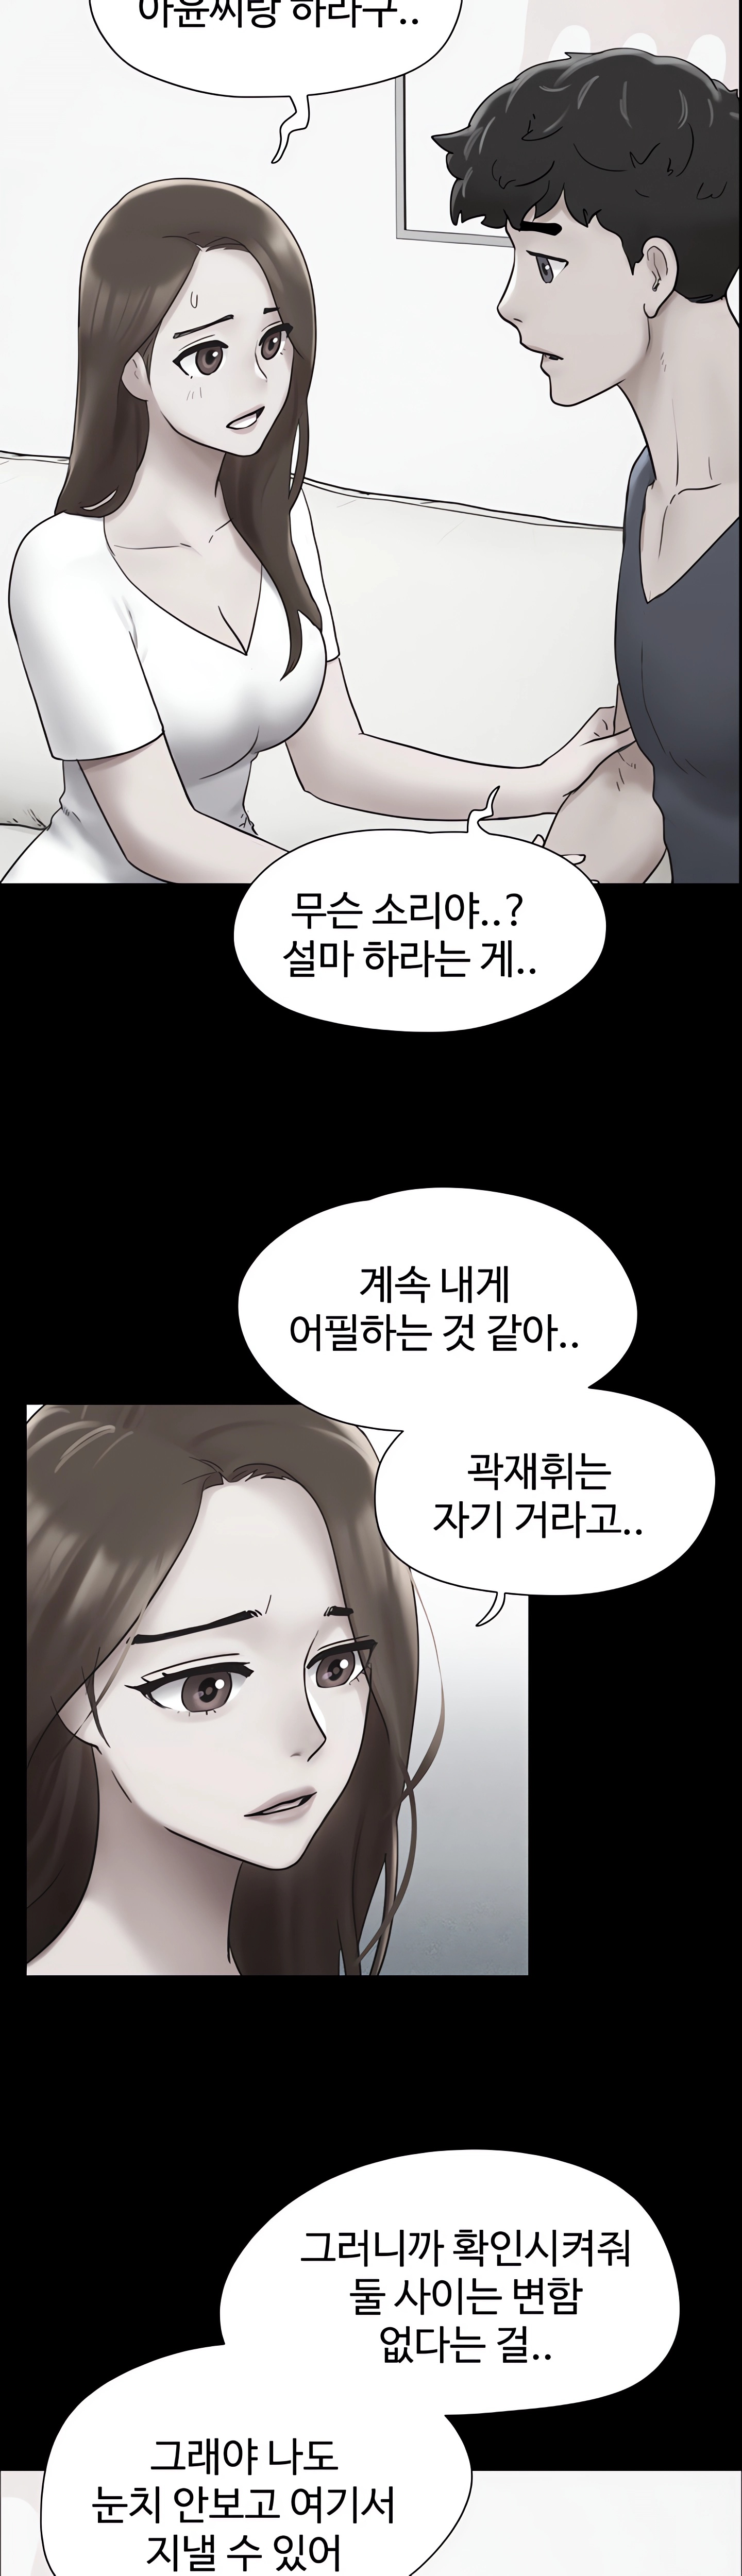 아윤씨랑 하라구..
무슨 소리야..?
설마 하라는 게..
계속 내게
어필하는 것 같아..
곽재휘는
자기 거라고..
그러니까 확인시켜줘
둘 사이는 변함
없다는 걸..
그래야 나도
눈치 안보고 여기서
지낼 수 있어